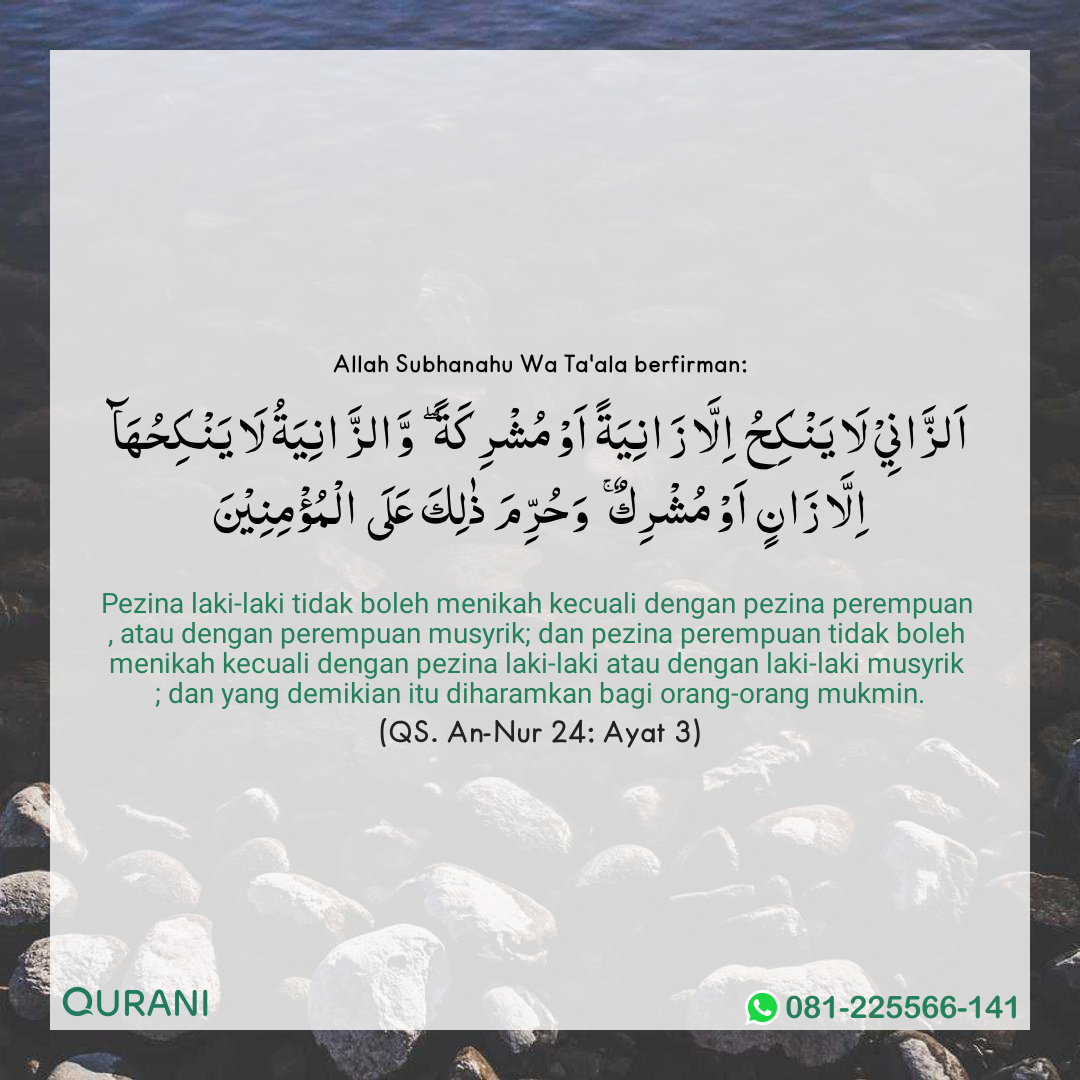 Allah Subhanahu Wa Ta'ala berfirman:
اَلزَّانِيْ لَا يَنْكِحُ اِلَّا زَانِيَةً اَوْ مُشْرِكَةً ۖ وَّالزَّانِيَةُ لَا يَنْكِحُهَاۤ
اِلَّا زَانٍ اَوْ مُشْرِكٌ ۚ وَحُرِّمَ ذٰلِكَ عَلَى الْمُؤْمِنِيْنَ
Pezina laki-laki tidak boleh menikah kecuali dengan pezina perempuan
, atau dengan perempuan musyrik; dan pezina perempuan tidak boleh
menikah kecuali dengan pezina laki-laki atau dengan laki-laki musyrik
; dan yang demikian itu diharamkan bagi orang-orang mukmin.
(QS. An-Nur 24: Ayat 3)
QURANI
081-225566-141